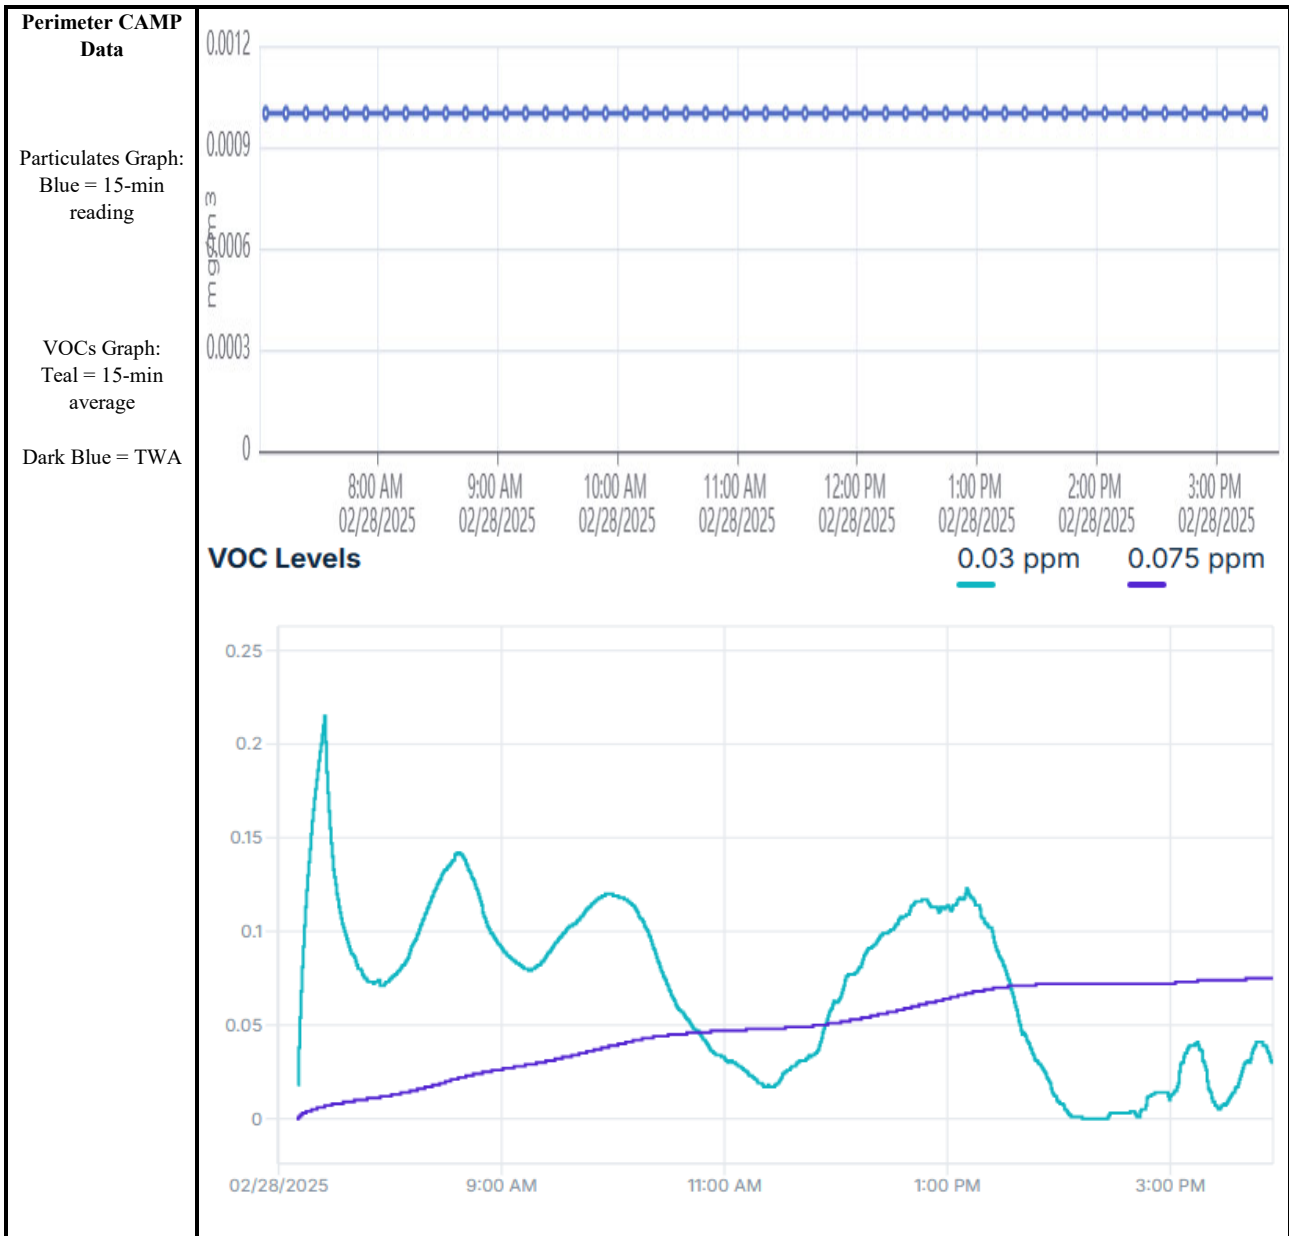 Perimeter CAMP
Data
Particulates Graph:
Blue = 15-min
reading
VOCs Graph:
Teal = 15-min
average
Dark Blue = TWA
0.0012
0.0009
0.0006
0.0003
0
8:00 AM 9:00 AM 10:00 AM 11:00 AM 12:00 PM 1:00 PM 2:00 PM 3:00 PM
02/28/2025 02/28/2025 02/28/2025 02/28/2025 02/28/2025 02/28/2025 02/28/2025 02/28/2025
VOC Levels 0.03 ppm 0.075 ppm
0.25
0.2
0.15
0.1
0.05
0
02/28/2025 9:00 AM 11:00 AM 1:00 PM 3:00 PM